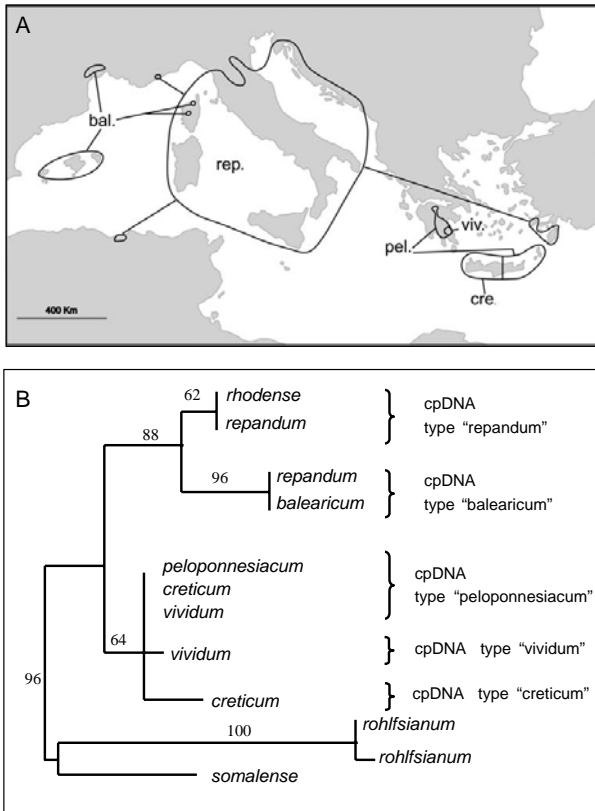 A
bal.
rep.
viv.
pel.
cre.
400 Km
B
62
rhodense
repandum
cpDNA
type “repandum”
88
96
repandum
balearicum
cpDNA
type “balearicum”
peloponnesiacum
creticum
vividum
cpDNA
type “peloponnesiacum”
64
vividum
cpDNA type “vividum”
creticum
cpDNA type “creticum”
96
100
rohlfsianum
rohlfsianum
somalense